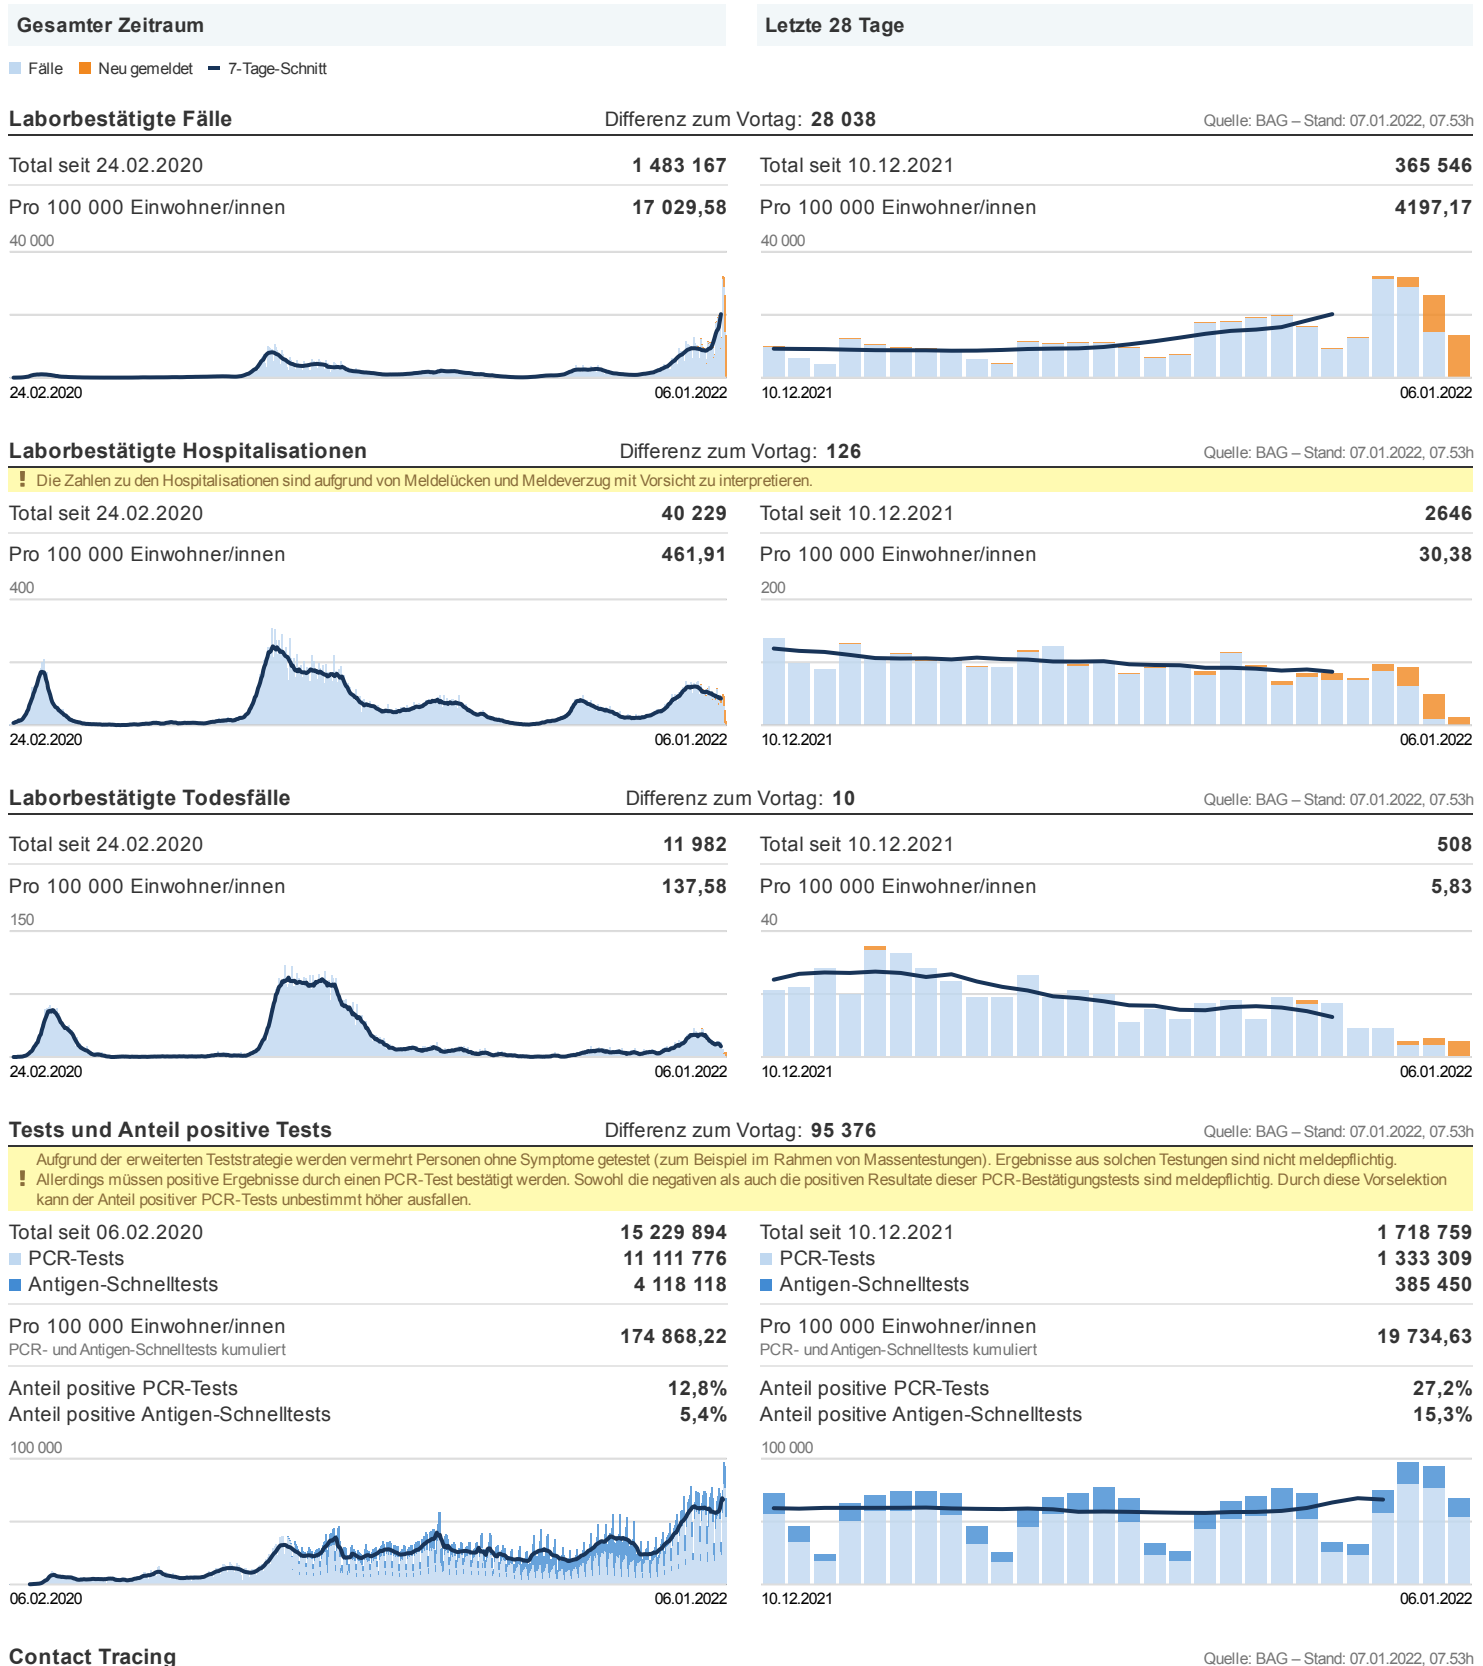 Gesamter Zeitraum
Letzte 28 Tage
Fälle Neu gemeldet 7-Tage-Schnitt
Laborbestätigte Fälle Differenz zum Vortag: 28 038 Quelle: BAG – Stand: 07.01.2022, 07.53h
Total seit 24.02.2020 1 483 167
Pro 100 000 Einwohner/innen 17 029,58
40 000
24.02.2020 06.01.2022
Total seit 10.12.2021 365 546
Pro 100 000 Einwohner/innen 4197,17
40 000
10.12.2021 06.01.2022
Laborbestätigte Hospitalisationen Differenz zum Vortag: 126 Quelle: BAG – Stand: 07.01.2022, 07.53h
! Die Zahlen zu den Hospitalisationen sind aufgrund von Meldelücken und Meldeverzug mit Vorsicht zu interpretieren.
Total seit 24.02.2020 40 229
Pro 100 000 Einwohner/innen 461,91
400
24.02.2020 06.01.2022
Total seit 10.12.2021 2646
Pro 100 000 Einwohner/innen 30,38
200
10.12.2021 06.01.2022
Laborbestätigte Todesfälle Differenz zum Vortag: 10 Quelle: BAG – Stand: 07.01.2022, 07.53h
Total seit 24.02.2020 11 982
Pro 100 000 Einwohner/innen 137,58
150
24.02.2020 06.01.2022
Total seit 10.12.2021 508
Pro 100 000 Einwohner/innen 5,83
40
10.12.2021 06.01.2022
Tests und Anteil positive Tests Differenz zum Vortag: 95 376 Quelle: BAG – Stand: 07.01.2022, 07.53h
Aufgrund der erweiterten Teststrategie werden vermehrt Personen ohne Symptome getestet (zum Beispiel im Rahmen von Massentestungen). Ergebnisse aus solchen Testungen sind nicht meldepflichtig.
! Allerdings müssen positive Ergebnisse durch einen PCR-Test bestätigt werden. Sowohl die negativen als auch die positiven Resultate dieser PCR-Bestätigungstests sind meldepflichtig. Durch diese Vorselektion
kann der Anteil positiver PCR-Tests unbestimmt höher ausfallen.
Total seit 06.02.2020 15 229 894
PCR-Tests 11 111 776
Antigen-Schnelltests 4 118 118
Pro 100 000 Einwohner/innen 174 868,22
PCR- und Antigen-Schnelltests kumuliert
Anteil positive PCR-Tests 12,8%
Anteil positive Antigen-Schnelltests 5,4%
100 000
06.02.2020 06.01.2022
Total seit 10.12.2021 1 718 759
PCR-Tests 1 333 309
Antigen-Schnelltests 385 450
Pro 100 000 Einwohner/innen 19 734,63
PCR- und Antigen-Schnelltests kumuliert
Anteil positive PCR-Tests 27,2%
Anteil positive Antigen-Schnelltests 15,3%
100 000
10.12.2021 06.01.2022
Contact Tracing Quelle: BAG – Stand: 07.01.2022, 07.53h